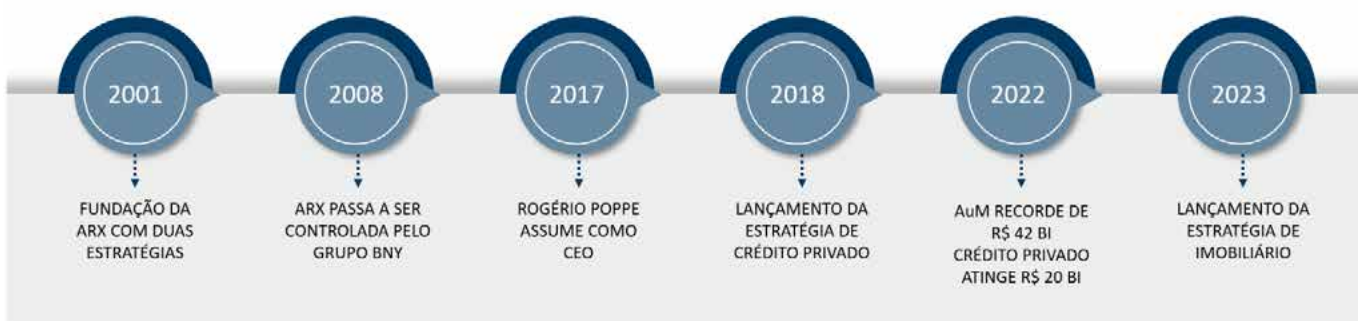 2001
FUNDAÇÃO DA
ARX COM DUAS
ESTRATÉGIAS
2008
ARX PASSA A SER
CONTROLADA PELO
GRUPO BNY
2017
ROGÉRIO POPPE
ASSUME COMO
CEO
2018
LANÇAMENTO DA
ESTRATÉGIA DE
CRÉDITO PRIVADO
2022
AuM RECORDE DE
R$ 42 BI
CRÉDITO PRIVADO
ATINGE R$ 20 BI
2023
LANÇAMENTO DA
ESTRATÉGIA DE
IMOBILIÁRIO